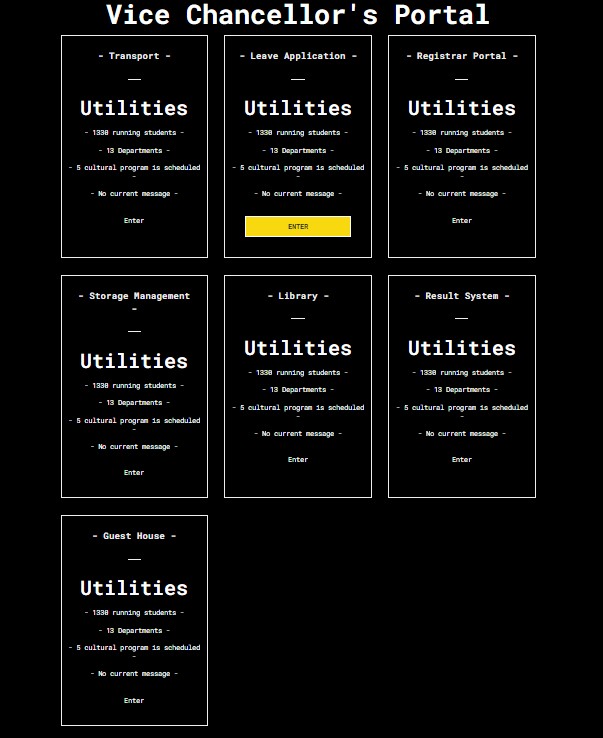 Vice Chancellor's Portal
- Transport -
Utilities
- 1330 running students -
- 13 Departments -
- 5 cultural program is scheduled
-
- No current message -
Enter
- Leave Application -
Utilities
- 1330 running students -
- 13 Departments -
- 5 cultural program is scheduled
-
- No current message -
ENTER
- Registrar Portal -
Utilities
- 1330 running students -
- 13 Departments -
- 5 cultural program is scheduled
-
- No current message -
Enter
- Storage Management
-
Utilities
- 1330 running students -
- 13 Departments -
- 5 cultural program is scheduled
-
- No current message -
Enter
- Library -
Utilities
- 1330 running students -
- 13 Departments -
- 5 cultural program is scheduled
-
- No current message -
Enter
- Result System -
Utilities
- 1330 running students -
- 13 Departments -
- 5 cultural program is scheduled
-
- No current message -
Enter
- Guest House -
Utilities
- 1330 running students -
- 13 Departments -
- 5 cultural program is scheduled
-
- No current message -
Enter